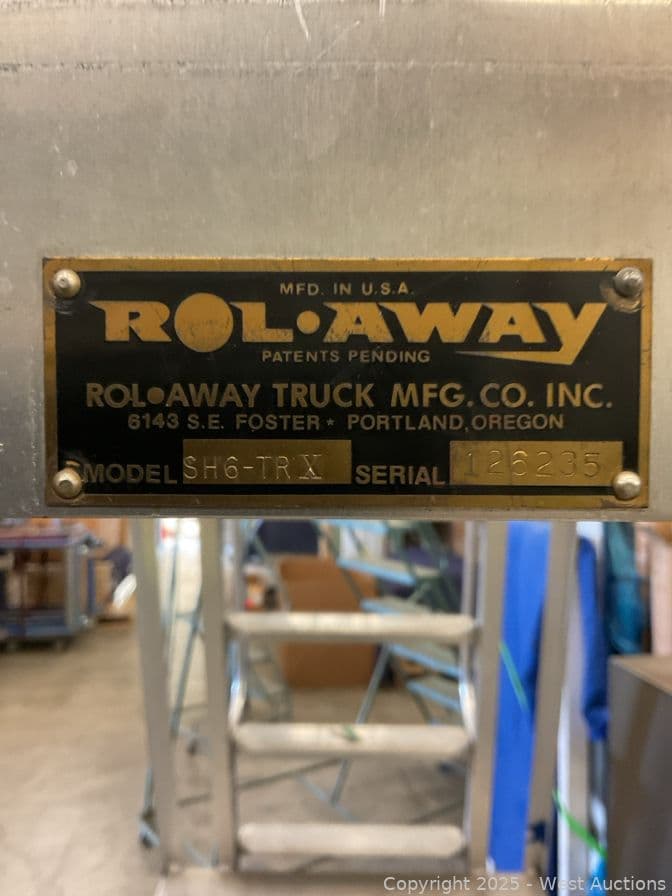 MFD. IN U.S.A.
ROL•AWAY
PATENTS PENDING
ROL•AWAY TRUCK MFG. CO. INC.
6143 S.E. FOSTER * PORTLAND, OREGON
MODEL SH6-TRX SERIAL 126235
Copyright 2025 - West Auctions